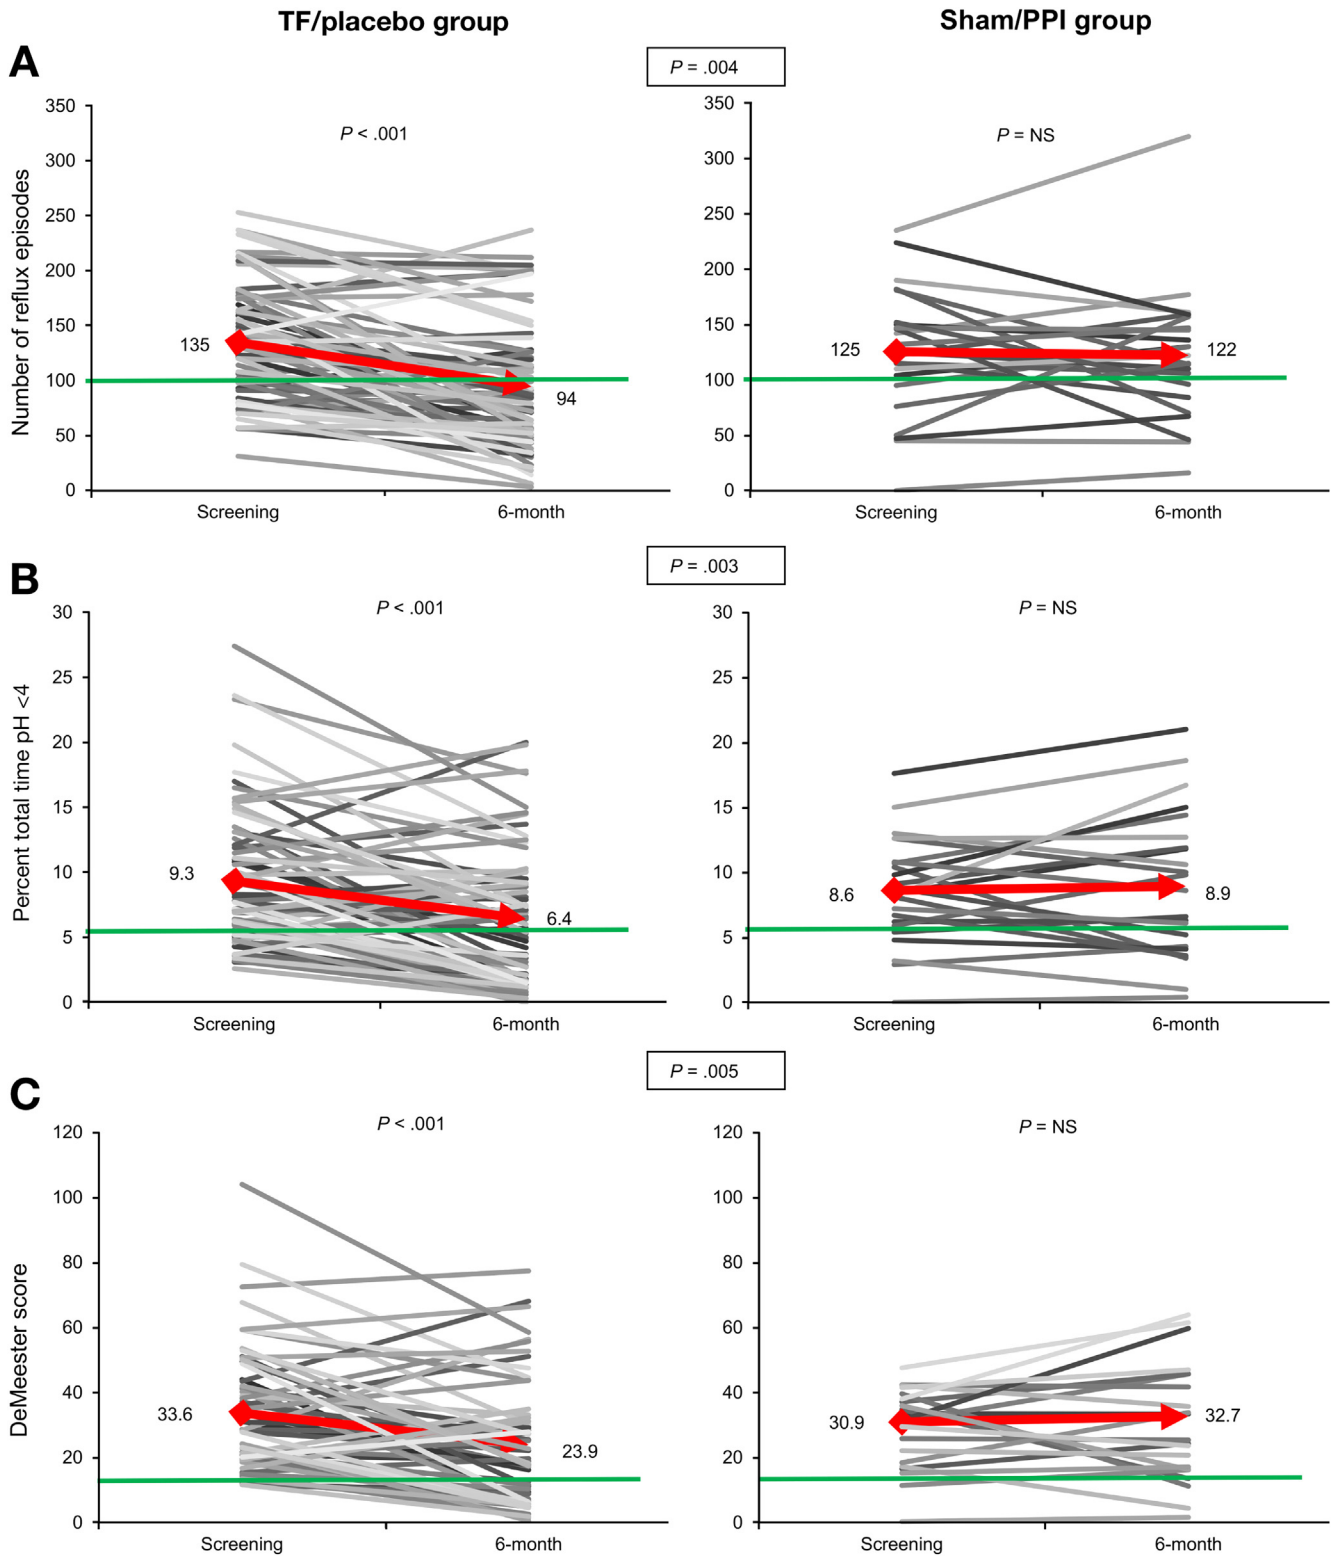 TF/placebo group
Sham/PPI group
A
P = .004
Number of reflux episodes
350
300
250
200
150
100
50
0
P < .001
135
94
Screening
6-month
350
300
250
200
150
100
50
0
P = NS
125
122
Screening
6-month
B
P = .003
Percent total time pH <4
30
25
20
15
10
5
0
P < .001
9.3
6.4
Screening
6-month
30
25
20
15
10
5
0
P = NS
8.6
8.9
Screening
6-month
C
P = .005
DeMeester score
120
100
80
60
40
20
0
P < .001
33.6
23.9
Screening
6-month
120
100
80
60
40
20
0
P = NS
30.9
32.7
Screening
6-month